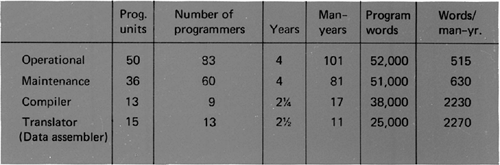 Prog. units Number of programmers Years Man- years Program words Words/ man-yr.
Operational 50 83 4 101 52,000 515
Maintenance 36 60 4 81 51,000 630
Compiler 13 9 2¼ 17 38,000 2230
Translator (Data assembler) 15 13 2½ 11 25,000 2270